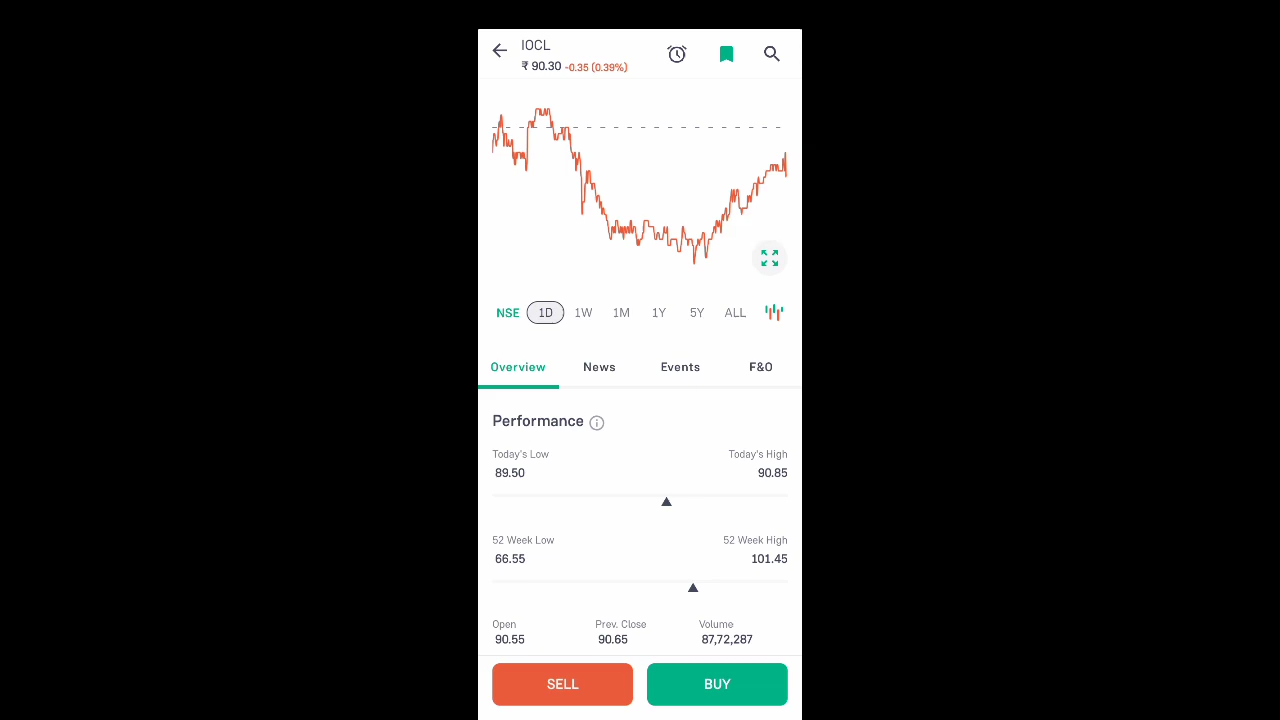 IOCL
₹ 90.30 -0.35 (0.39%)
NSE 1D 1W 1M 1Y 5Y ALL
Overview News Events F&O
Performance
Today's Low Today's High
89.50 90.85
52 Week Low 52 Week High
66.55 101.45
Open Prev. Close Volume
90.55 90.65 87,72,287
SELL BUY